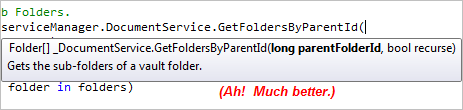 b Folders.
serviceManager.DocumentService.GetFoldersByParentId(
Folder[] _DocumentService.GetFoldersByParentId(long parentFolderId, bool recurse)
Gets the sub-folders of a vault folder.
folder in folders)
(Ah! Much better.)